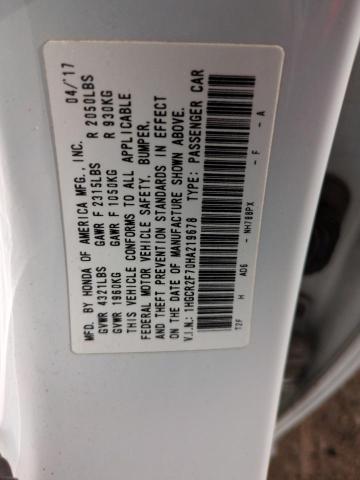 MFD. BY HONDA OF AMERICA MFG., INC. 04/'17
GVWR 4321LBS GAWR F 2315LBS R 2050LBS
GVWR 1960KG GAWR F 1050KG R 930KG
THIS VEHICLE CONFORMS TO ALL APPLICABLE
FEDERAL MOTOR VEHICLE SAFETY, BUMPER,
AND THEFT PREVENTION STANDARDS IN EFFECT
ON THE DATE OF MANUFACTURE SHOWN ABOVE.
V.I.N.: 1HGCR2F70HA219678 TYPE: PASSENGER CAR
T2F H AD6 - NH788PX - F - A